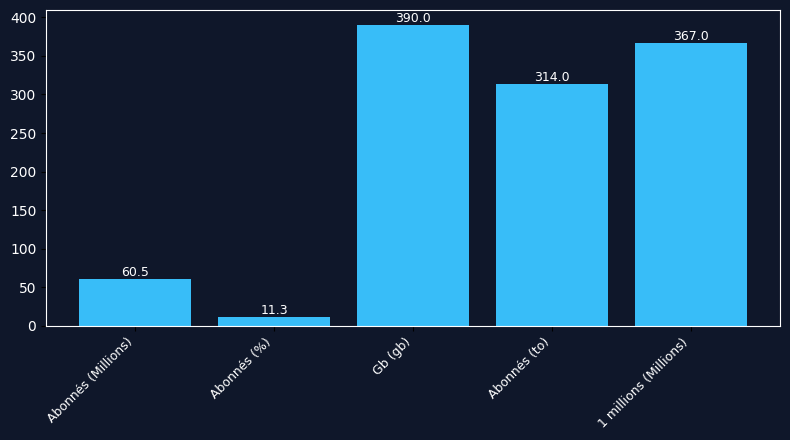 400
350
300
250
200
150
100
50
0
60.5
11.3
390.0
314.0
367.0
Abonnés (Millions)
Abonnés (%)
Gb (gb)
Abonnés (to)
1 millions (Millions)